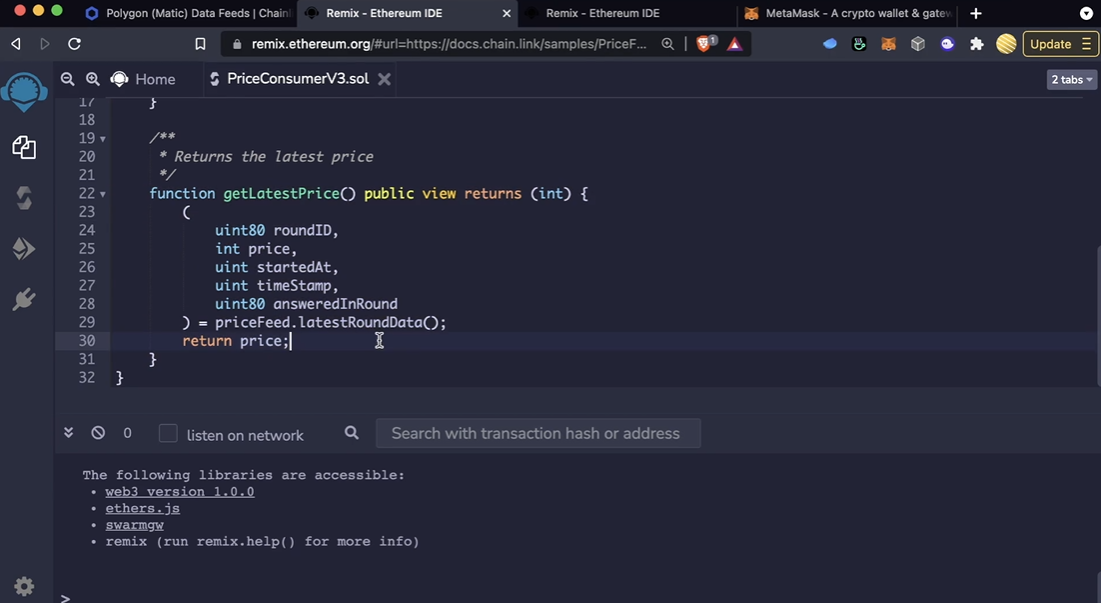 Polygon (Matic) Data Feeds | Chainl
Remix - Ethereum IDE
Remix - Ethereum IDE
MetaMask - A crypto wallet & gatew
remix.ethereum.org/#url=https://docs.chain.link/samples/PriceF...
1
Update
Home
PriceConsumerV3.sol
2 tabs
17 }
18
19 /**
20 * Returns the latest price
21 */
22 function getLatestPrice() public view returns (int) {
23 (
24 uint80 roundID,
25 int price,
26 uint startedAt,
27 uint timeStamp,
28 uint80 answeredInRound
29 ) = priceFeed.latestRoundData();
30 return price;
31 }
32 }
0
listen on network
Search with transaction hash or address
The following libraries are accessible:
• web3 version 1.0.0
• ethers.js
• swarmgw
• remix (run remix.help() for more info)
>